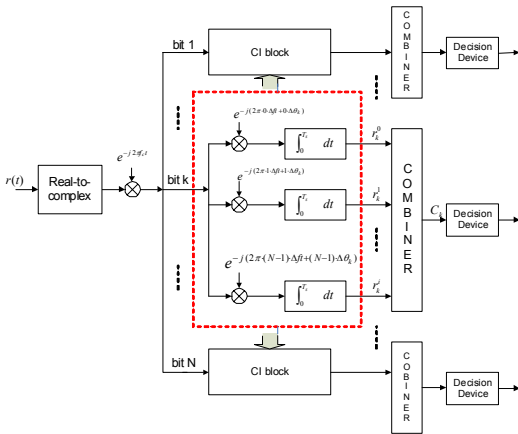 bit 1
CI block
COMBINER
Decision Device
e^{-j(2π·0·Δft+0·Δθ_k)}
∫_0^{T_s} dt
r_k^0
e^{-j2πf_c t}
r(t)
Real-to-complex
bit k
e^{-j(2π·1·Δft+1·Δθ_k)}
∫_0^{T_s} dt
r_k^1
COMBINER
C_k
Decision Device
e^{-j(2π·(N-1)·Δft+(N-1)·Δθ_k)}
∫_0^{T_s} dt
r_k^i
bit N
CI block
COBINER
Decision Device